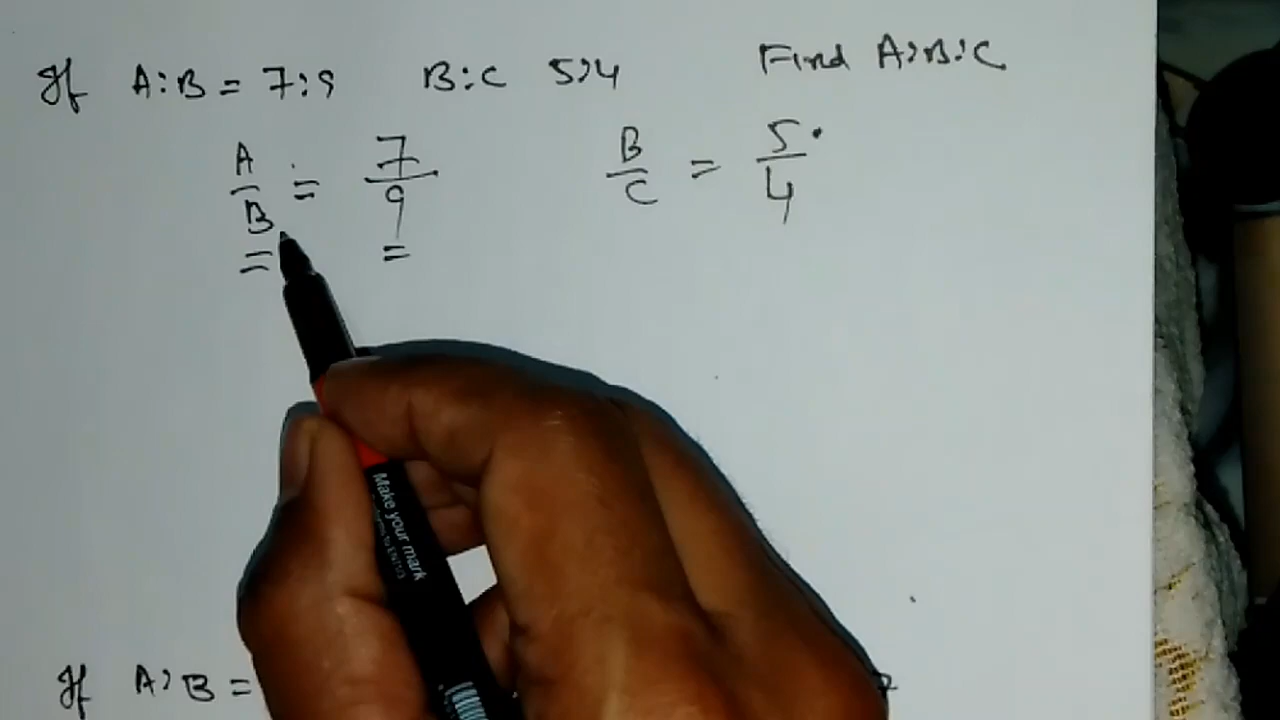 If A:B = 7:9 B:C 5:4 Find A:B:C
A/B = 7/9 B/C = 5/4
= =
Make your mark
If A:B =